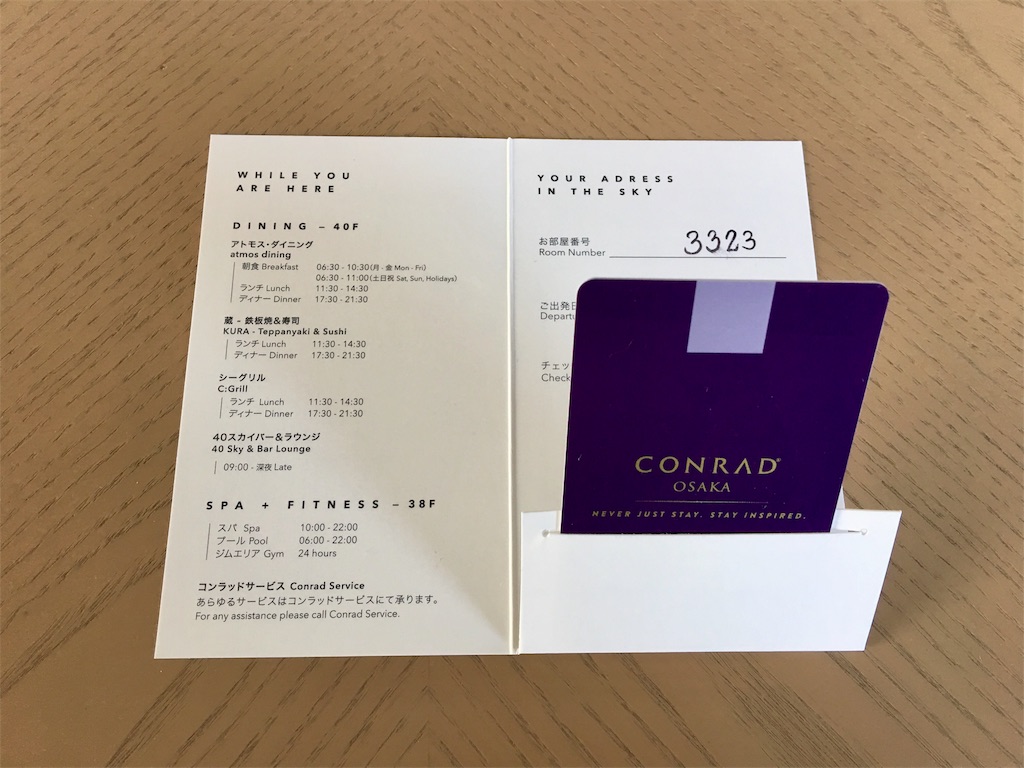 WHILE YOU
ARE HERE
DINING – 40F
アトモス・ダイニング
atmos dining
朝食 Breakfast 06:30 - 10:30 (月 - 金 Mon - Fri)
06:30 - 11:00 (土日祝 Sat, Sun, Holidays)
ランチ Lunch 11:30 - 14:30
ディナー Dinner 17:30 - 21:30
蔵 - 鉄板焼&寿司
KURA - Teppanyaki & Sushi
ランチ Lunch 11:30 - 14:30
ディナー Dinner 17:30 - 21:30
シーグリル
C:Grill
ランチ Lunch 11:30 - 14:30
ディナー Dinner 17:30 - 21:30
40スカイバー&ラウンジ
40 Sky & Bar Lounge
09:00 - 深夜 Late
SPA + FITNESS – 38F
スパ Spa 10:00 - 22:00
プール Pool 06:00 - 22:00
ジムエリア Gym 24 hours
コンラッドサービス Conrad Service
あらゆるサービスはコンラッドサービスにて承ります。
For any assistance please call Conrad Service.
YOUR ADRESS
IN THE SKY
お部屋番号
Room Number 3323
ご出発日
Departu
チェッ
Check
CONRAD®
OSAKA
NEVER JUST STAY. STAY INSPIRED.